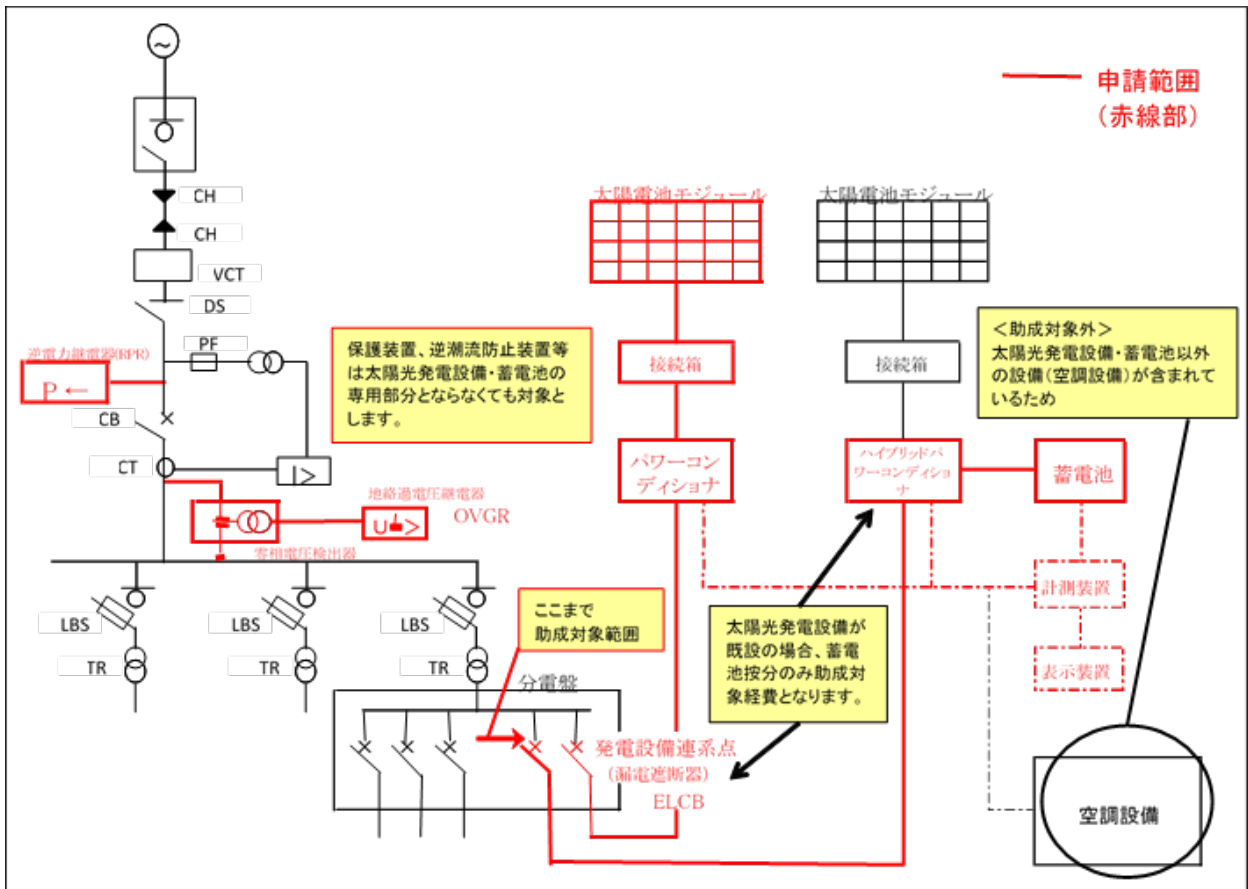 申請範囲
(赤線部)
CH
CH
VCT
DS
PF
逆電力継電器(RPR)
P ←
CB
CT
I>
保護装置、逆潮流防止装置等
は太陽光発電設備・蓄電池の
専用部分とならなくても対象と
します。
地絡過電圧継電器
OVGR
U >
零相電圧検出器
LBS
LBS
LBS
TR
TR
TR
太陽電池モジュール
太陽電池モジュール
接続箱
接続箱
パワーコン
ディショナ
ハイブリッドパ
ワーコンディショ
ナ
蓄電池
計測装置
表示装置
<助成対象外>
太陽光発電設備・蓄電池以外
の設備(空調設備)が含まれて
いるため
ここまで
助成対象範囲
太陽光発電設備が
既設の場合、蓄電
池按分のみ助成対
象経費となります。
分電盤
発電設備連系点
(漏電遮断器)
ELCB
空調設備